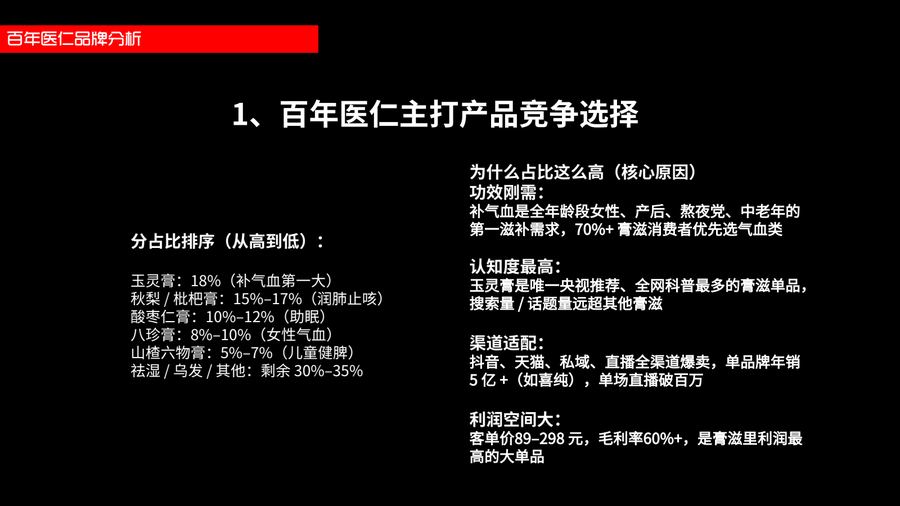 百年医仁品牌分析
1、百年医仁主打产品竞争选择
分占比排序（从高到低）：
玉灵膏：18%（补气血第一大）
秋梨 / 枇杷膏：15%–17%（润肺止咳）
酸枣仁膏：10%–12%（助眠）
八珍膏：8%–10%（女性气血）
山楂六物膏：5%–7%（儿童健脾）
祛湿 / 乌发 / 其他：剩余 30%–35%
为什么占比这么高（核心原因）
功效刚需：
补气血是全年龄段女性、产后、熬夜党、中老年的
第一滋补需求，70%+ 膏滋消费者优先选气血类
认知度最高：
玉灵膏是唯一央视推荐、全网科普最多的膏滋单品，
搜索量 / 话题量远超其他膏滋
渠道适配：
抖音、天猫、私域、直播全渠道爆卖，单品牌年销
5 亿 +（如喜纯），单场直播破百万
利润空间大：
客单价89–298 元，毛利率60%+，是膏滋里利润最
高的大单品